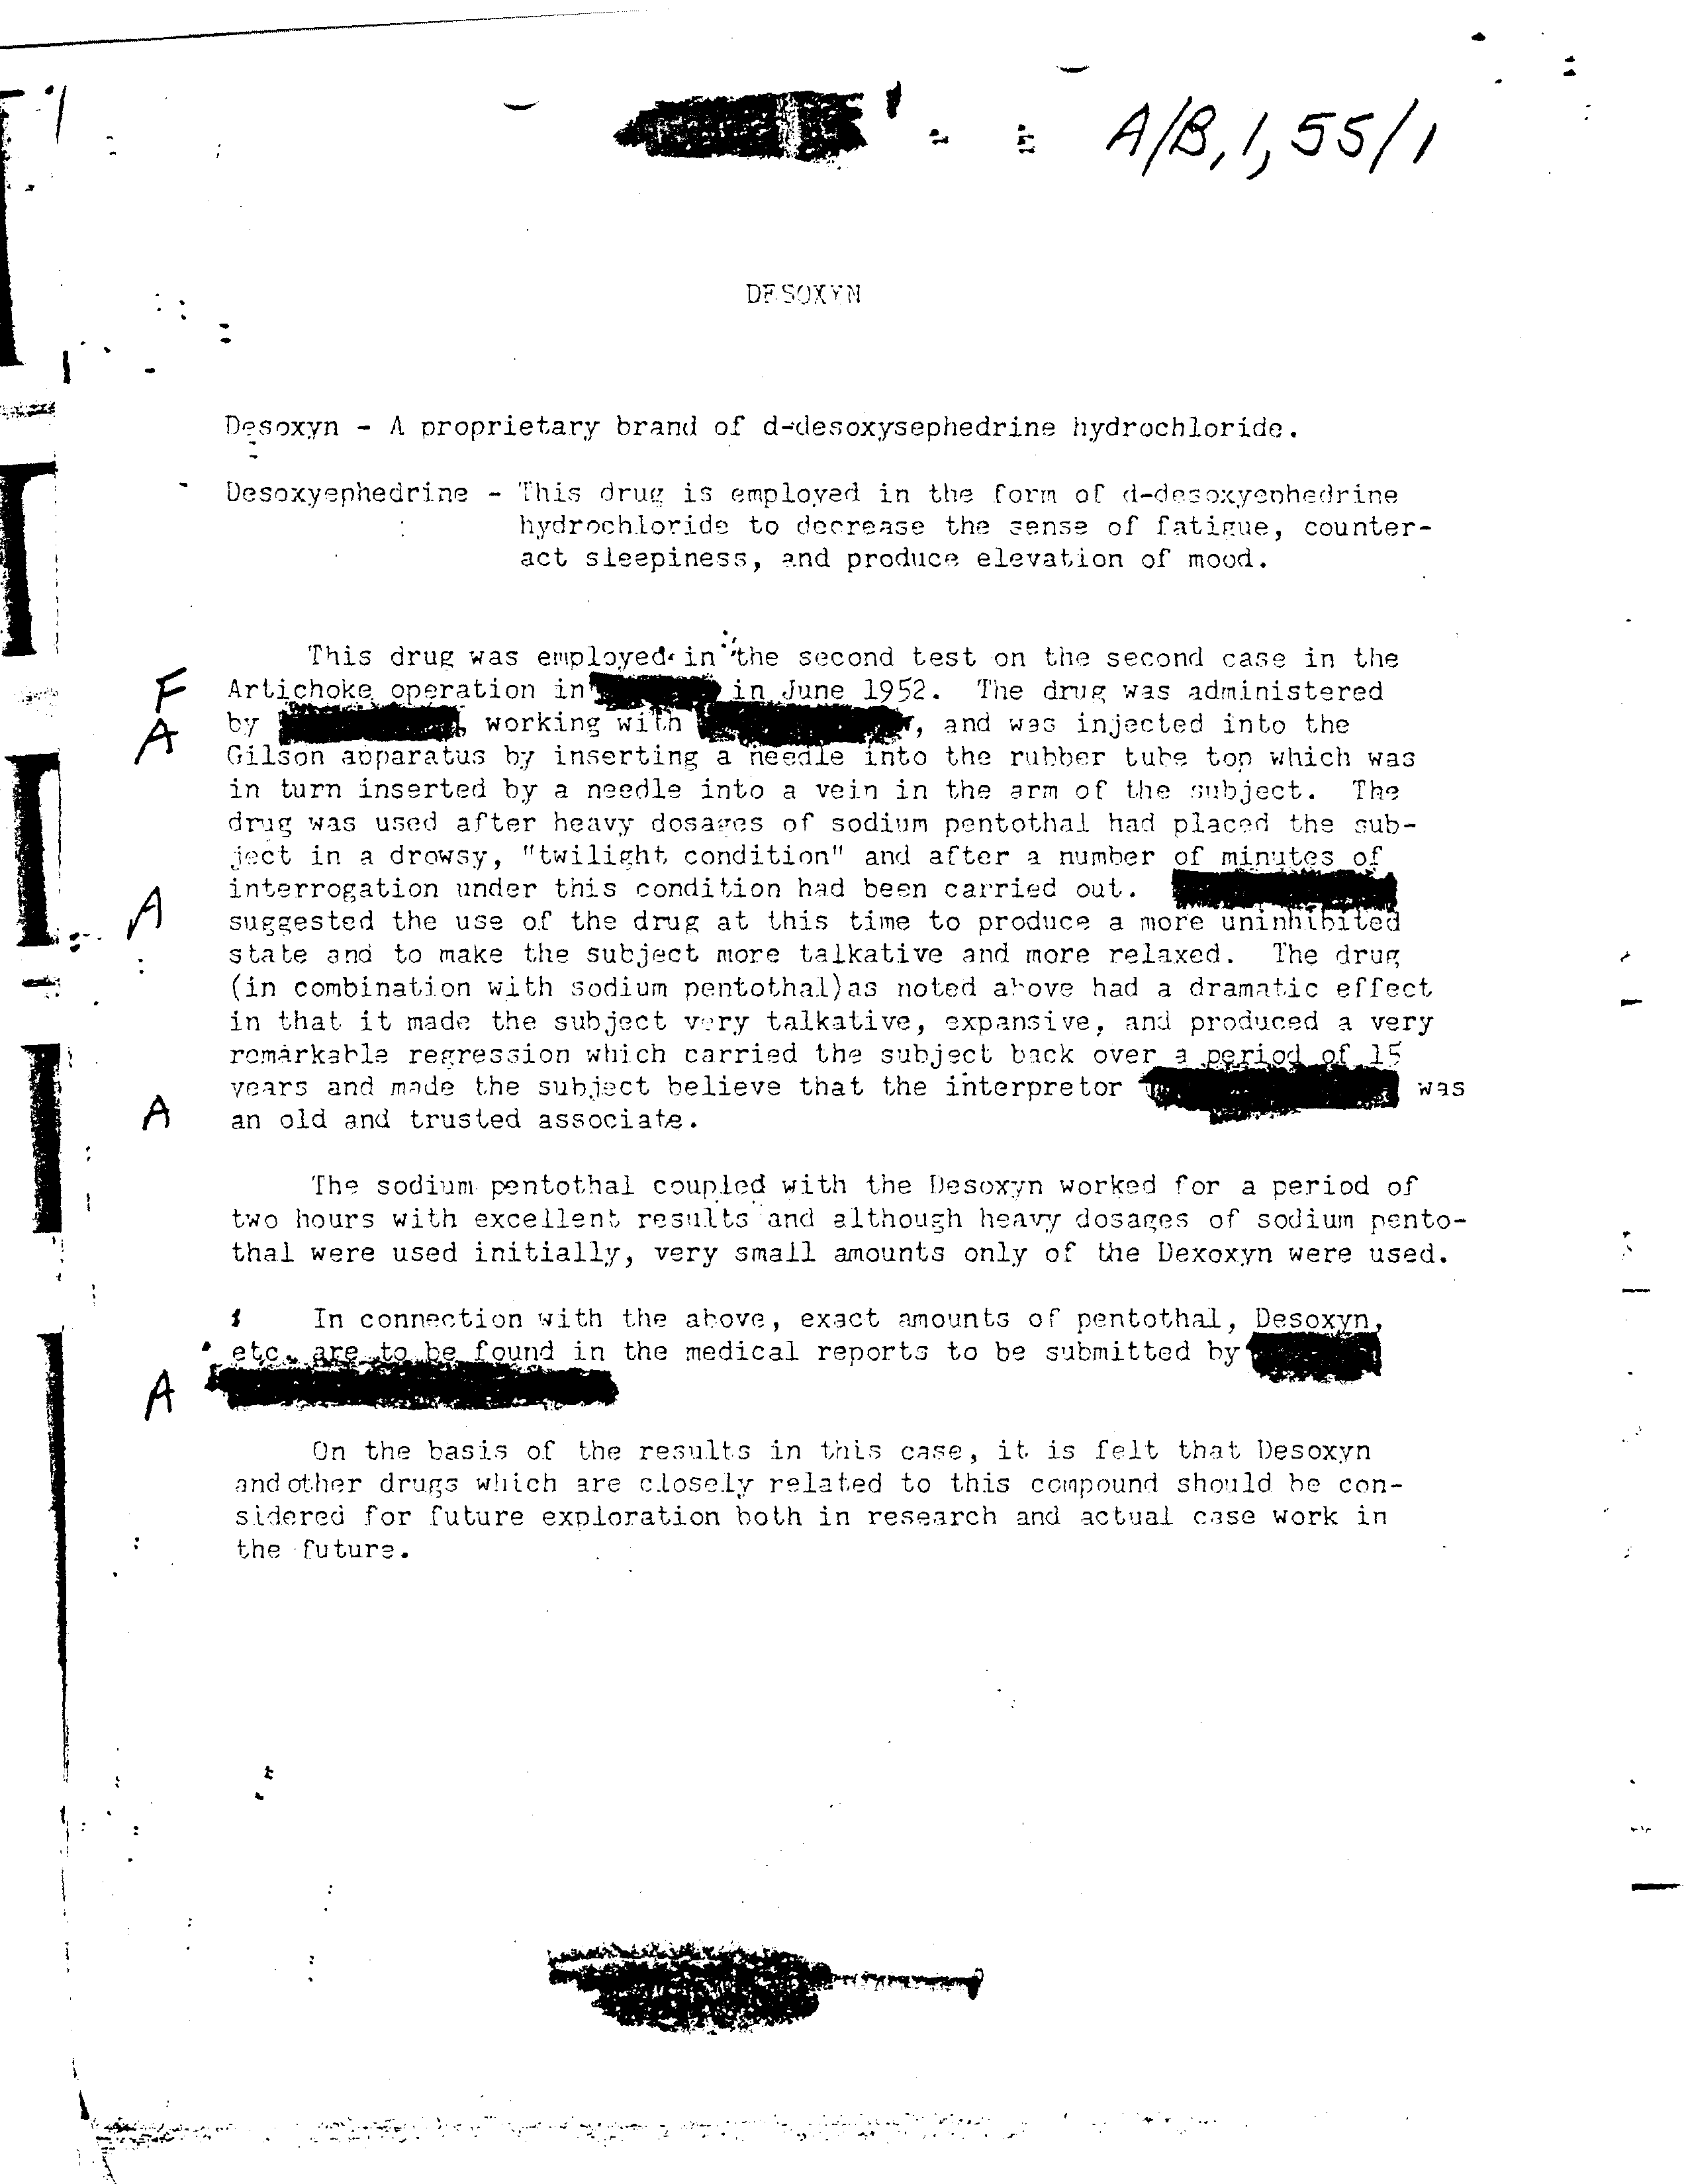 A/B, 1, 55/1
DESOXYN
Desoxyn - A proprietary brand of d-desoxysephedrine hydrochloride.
Desoxyephedrine - This drug is employed in the form of d-desoxyephedrine
hydrochloride to decrease the sense of fatigue, counter-
act sleepiness, and produce elevation of mood.
This drug was employed in the second test on the second case in the
F Artichoke operation in in June 1952. The drug was administered
A by , working with , and was injected into the
Gilson apparatus by inserting a needle into the rubber tube top which was
in turn inserted by a needle into a vein in the arm of the subject. The
drug was used after heavy dosages of sodium pentothal had placed the sub-
ject in a drowsy, "twilight condition" and after a number of minutes of
interrogation under this condition had been carried out.
A suggested the use of the drug at this time to produce a more uninhibited
state and to make the subject more talkative and more relaxed. The drug
(in combination with sodium pentothal)as noted above had a dramatic effect
in that it made the subject very talkative, expansive, and produced a very
remarkable regression which carried the subject back over a period of 15
years and made the subject believe that the interpretor was
A an old and trusted associate.
The sodium pentothal coupled with the Desoxyn worked for a period of
two hours with excellent results and although heavy dosages of sodium pento-
thal were used initially, very small amounts only of the Dexoxyn were used.
In connection with the above, exact amounts of pentothal, Desoxyn,
etc. are to be found in the medical reports to be submitted by
A
On the basis of the results in this case, it is felt that Desoxyn
and other drugs which are closely related to this compound should be con-
sidered for future exploration both in research and actual case work in
the future.